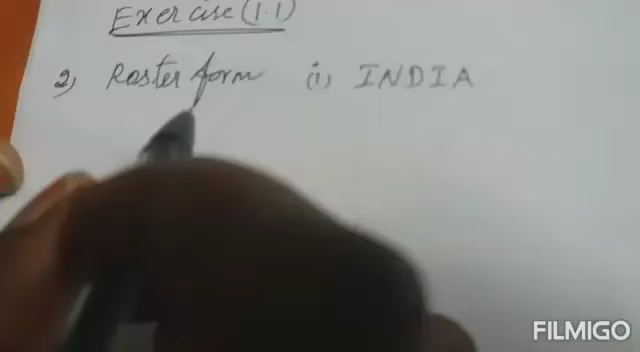 Exercise (1.1)
2) Roster form (i) INDIA
FILMIGO